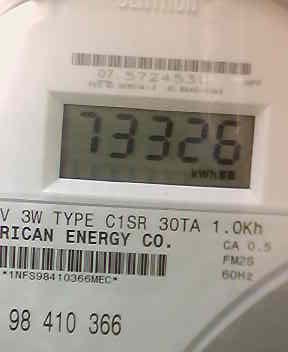 73326
kWh
V 3W TYPE C1SR 30TA 1.0Kh
RICAN ENERGY CO.
CA 0.5
FM2S
60Hz
*1NFS98410366MEC*
98 410 366